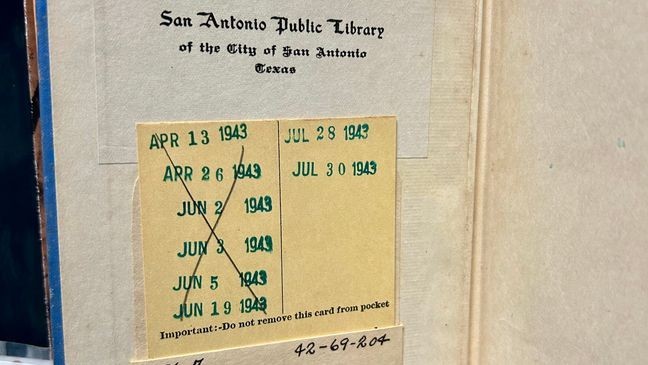 San Antonio Public Library
of the City of San Antonio
Texas
APR 13 1943
APR 26 1943
JUN 2 1943
JUN 3 1943
JUN 5 1943
JUN 19 1943
JUL 28 1943
JUL 30 1943
Important:-Do not remove this card from pocket
42-69-204